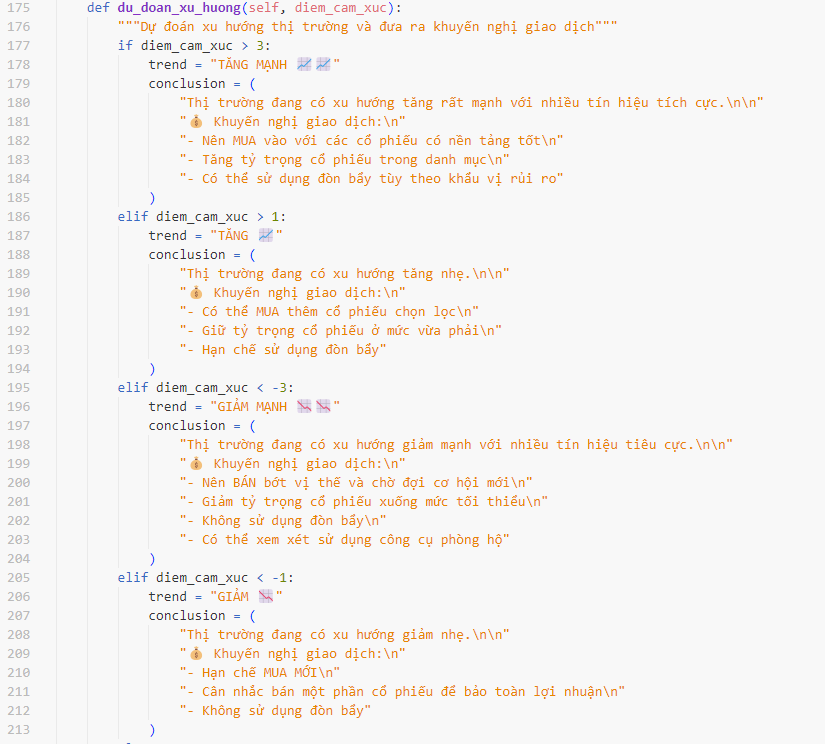 175 def du_doan_xu_huong(self, diem_cam_xuc):
176 """Dự đoán xu hướng thị trường và đưa ra khuyến nghị giao dịch"""
177 if diem_cam_xuc > 3:
178 trend = "TĂNG MẠNH 📈📈"
179 conclusion = (
180 "Thị trường đang có xu hướng tăng rất mạnh với nhiều tín hiệu tích cực.\n\n"
181 "💰 Khuyến nghị giao dịch:\n"
182 "- Nên MUA vào với các cổ phiếu có nền tảng tốt\n"
183 "- Tăng tỷ trọng cổ phiếu trong danh mục\n"
184 "- Có thể sử dụng đòn bẩy tùy theo khẩu vị rủi ro"
185 )
186 elif diem_cam_xuc > 1:
187 trend = "TĂNG 📈"
188 conclusion = (
189 "Thị trường đang có xu hướng tăng nhẹ.\n\n"
190 "💰 Khuyến nghị giao dịch:\n"
191 "- Có thể MUA thêm cổ phiếu chọn lọc\n"
192 "- Giữ tỷ trọng cổ phiếu ở mức vừa phải\n"
193 "- Hạn chế sử dụng đòn bẩy"
194 )
195 elif diem_cam_xuc < -3:
196 trend = "GIẢM MẠNH 📉📉"
197 conclusion = (
198 "Thị trường đang có xu hướng giảm mạnh với nhiều tín hiệu tiêu cực.\n\n"
199 "💰 Khuyến nghị giao dịch:\n"
200 "- Nên BÁN bớt vị thế và chờ đợi cơ hội mới\n"
201 "- Giảm tỷ trọng cổ phiếu xuống mức tối thiểu\n"
202 "- Không sử dụng đòn bẩy\n"
203 "- Có thể xem xét sử dụng công cụ phòng hộ"
204 )
205 elif diem_cam_xuc < -1:
206 trend = "GIẢM 📉"
207 conclusion = (
208 "Thị trường đang có xu hướng giảm nhẹ.\n\n"
209 "💰 Khuyến nghị giao dịch:\n"
210 "- Hạn chế MUA MỚI\n"
211 "- Cân nhắc bán một phần cổ phiếu để bảo toàn lợi nhuận\n"
212 "- Không sử dụng đòn bẩy"
213 )